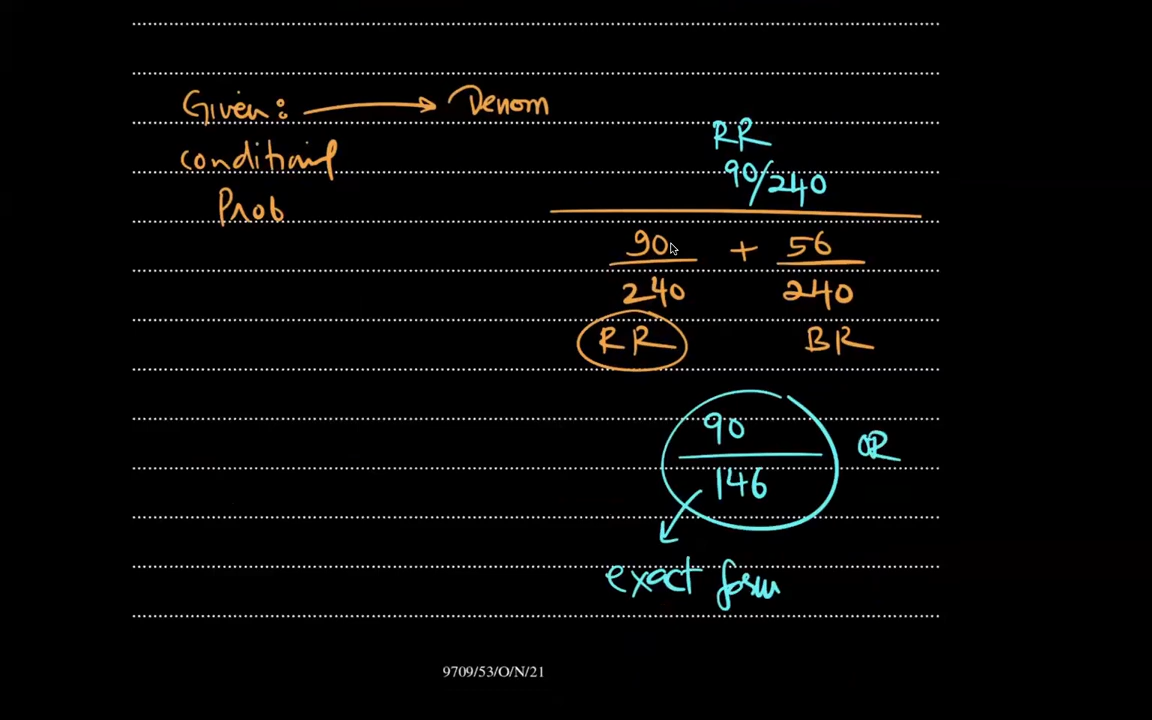 Given: → Denom
conditional
Prob
RR
90/240
90/240 + 56/240
RR BR
90/146 OR
exact form
9709/53/O/N/21